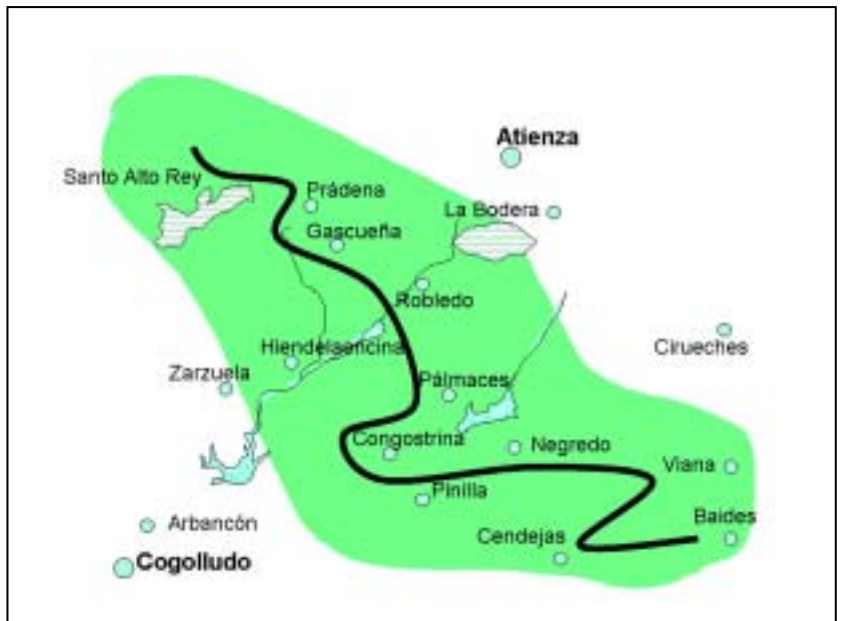 Atienza
Santo Alto Rey
Prádena
La Bodera
Gascueña
Robledo
Hiendelaencina
Cirueches
Zarzuela
Pálmaces
Congostrina
Negredo
Viana
Pinilla
Baides
Arbancón
Cendejas
Cogolludo